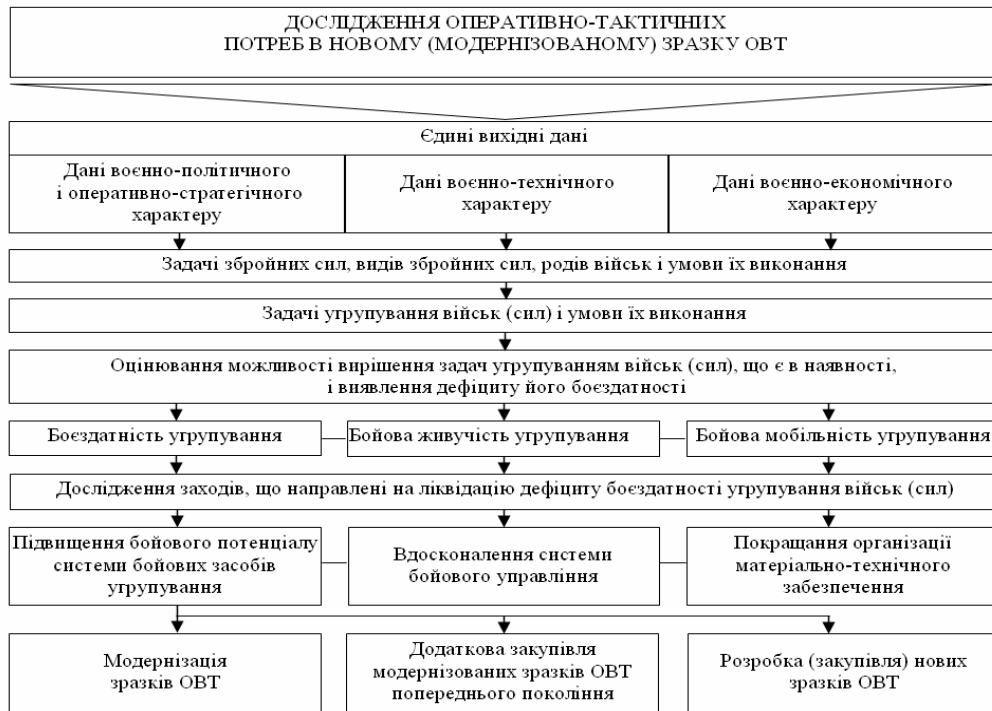 ДОСЛІДЖЕННЯ ОПЕРАТИВНО-ТАКТИЧНИХ
ПОТРЕБ В НОВОМУ (МОДЕРНІЗОВАНОМУ) ЗРАЗКУ ОВТ
Єдині вихідні дані
Дані воєнно-політичного
і оперативно-стратегічного
характеру
Дані воєнно-технічного
характеру
Дані воєнно-економічного
характеру
Задачі збройних сил, видів збройних сил, родів військ і умови їх виконання
Задачі угрупування військ (сил) і умови їх виконання
Оцінювання можливості вирішення задач угрупуванням військ (сил), що є в наявності,
і виявлення дефіциту його боєздатності
Боєздатність угрупування
Бойова живучість угрупування
Бойова мобільність угрупування
Дослідження заходів, що направлені на ліквідацію дефіциту боєздатності угрупування військ (сил)
Підвищення бойового потенціалу
системи бойових засобів
угрупування
Вдосконалення системи
бойового управління
Покращання організації
матеріально-технічного
забезпечення
Модернізація
зразків ОВТ
Додаткова закупівля
модернізованих зразків ОВТ
попереднього покоління
Розробка (закупівля) нових
зразків ОВТ